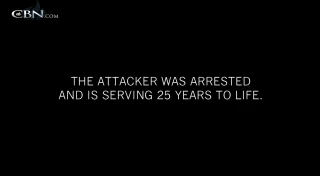 CBN.COM
THE ATTACKER WAS ARRESTED
AND IS SERVING 25 YEARS TO LIFE.